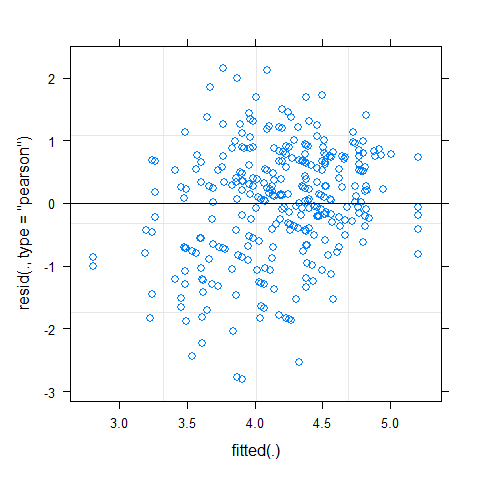 resid(., type = "pearson")
2
1
0
-1
-2
-3
3.0 3.5 4.0 4.5 5.0
fitted(.)